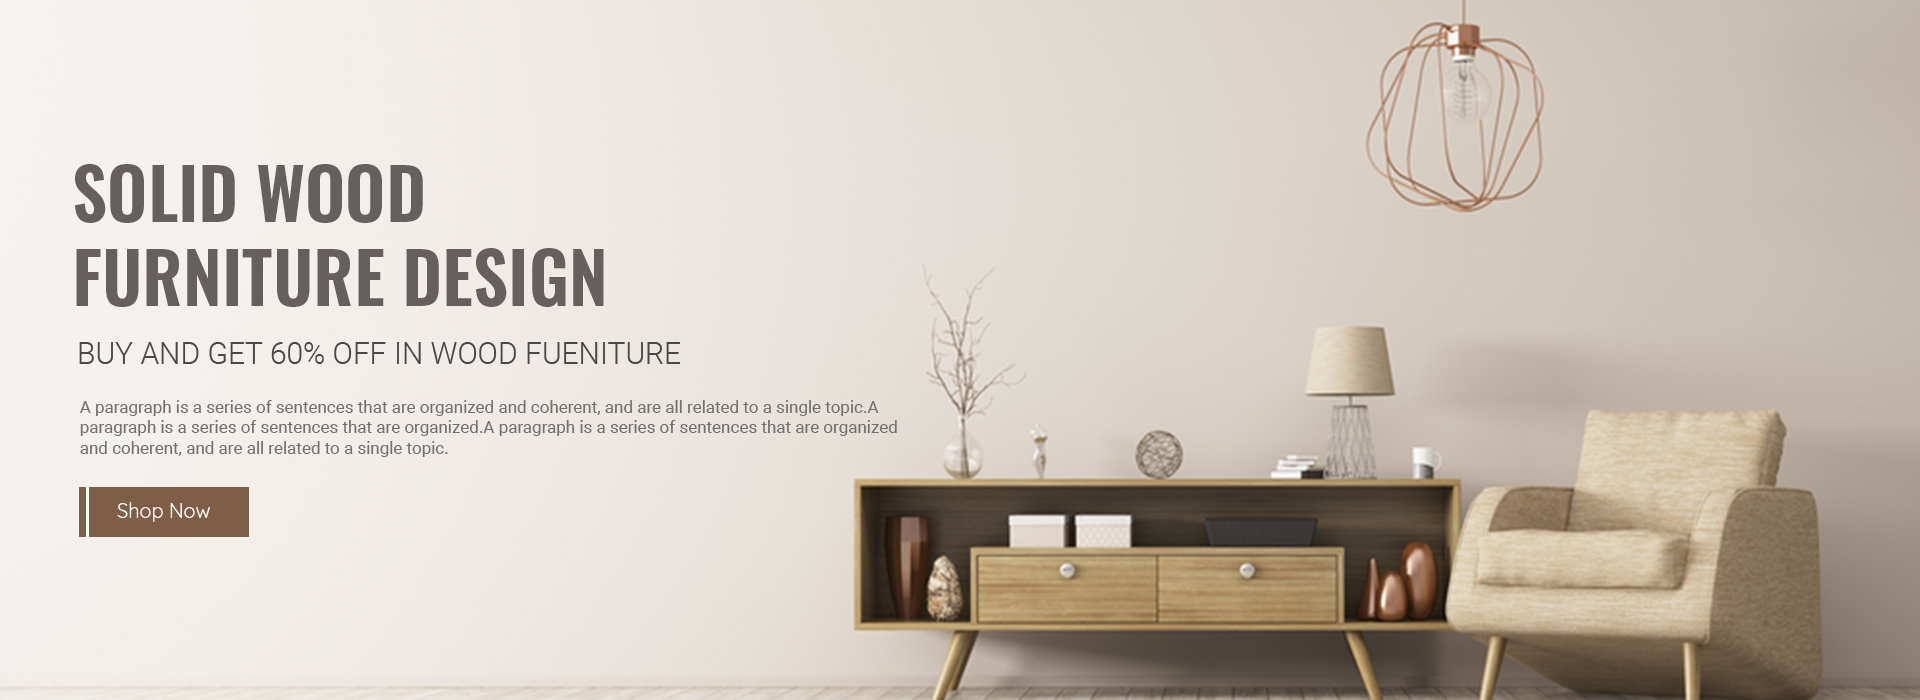 SOLID WOOD
FURNITURE DESIGN
BUY AND GET 60% OFF IN WOOD FUENITURE
A paragraph is a series of sentences that are organized and coherent, and are all related to a single topic.A
paragraph is a series of sentences that are organized.A paragraph is a series of sentences that are organized
and coherent, and are all related to a single topic.
Shop Now